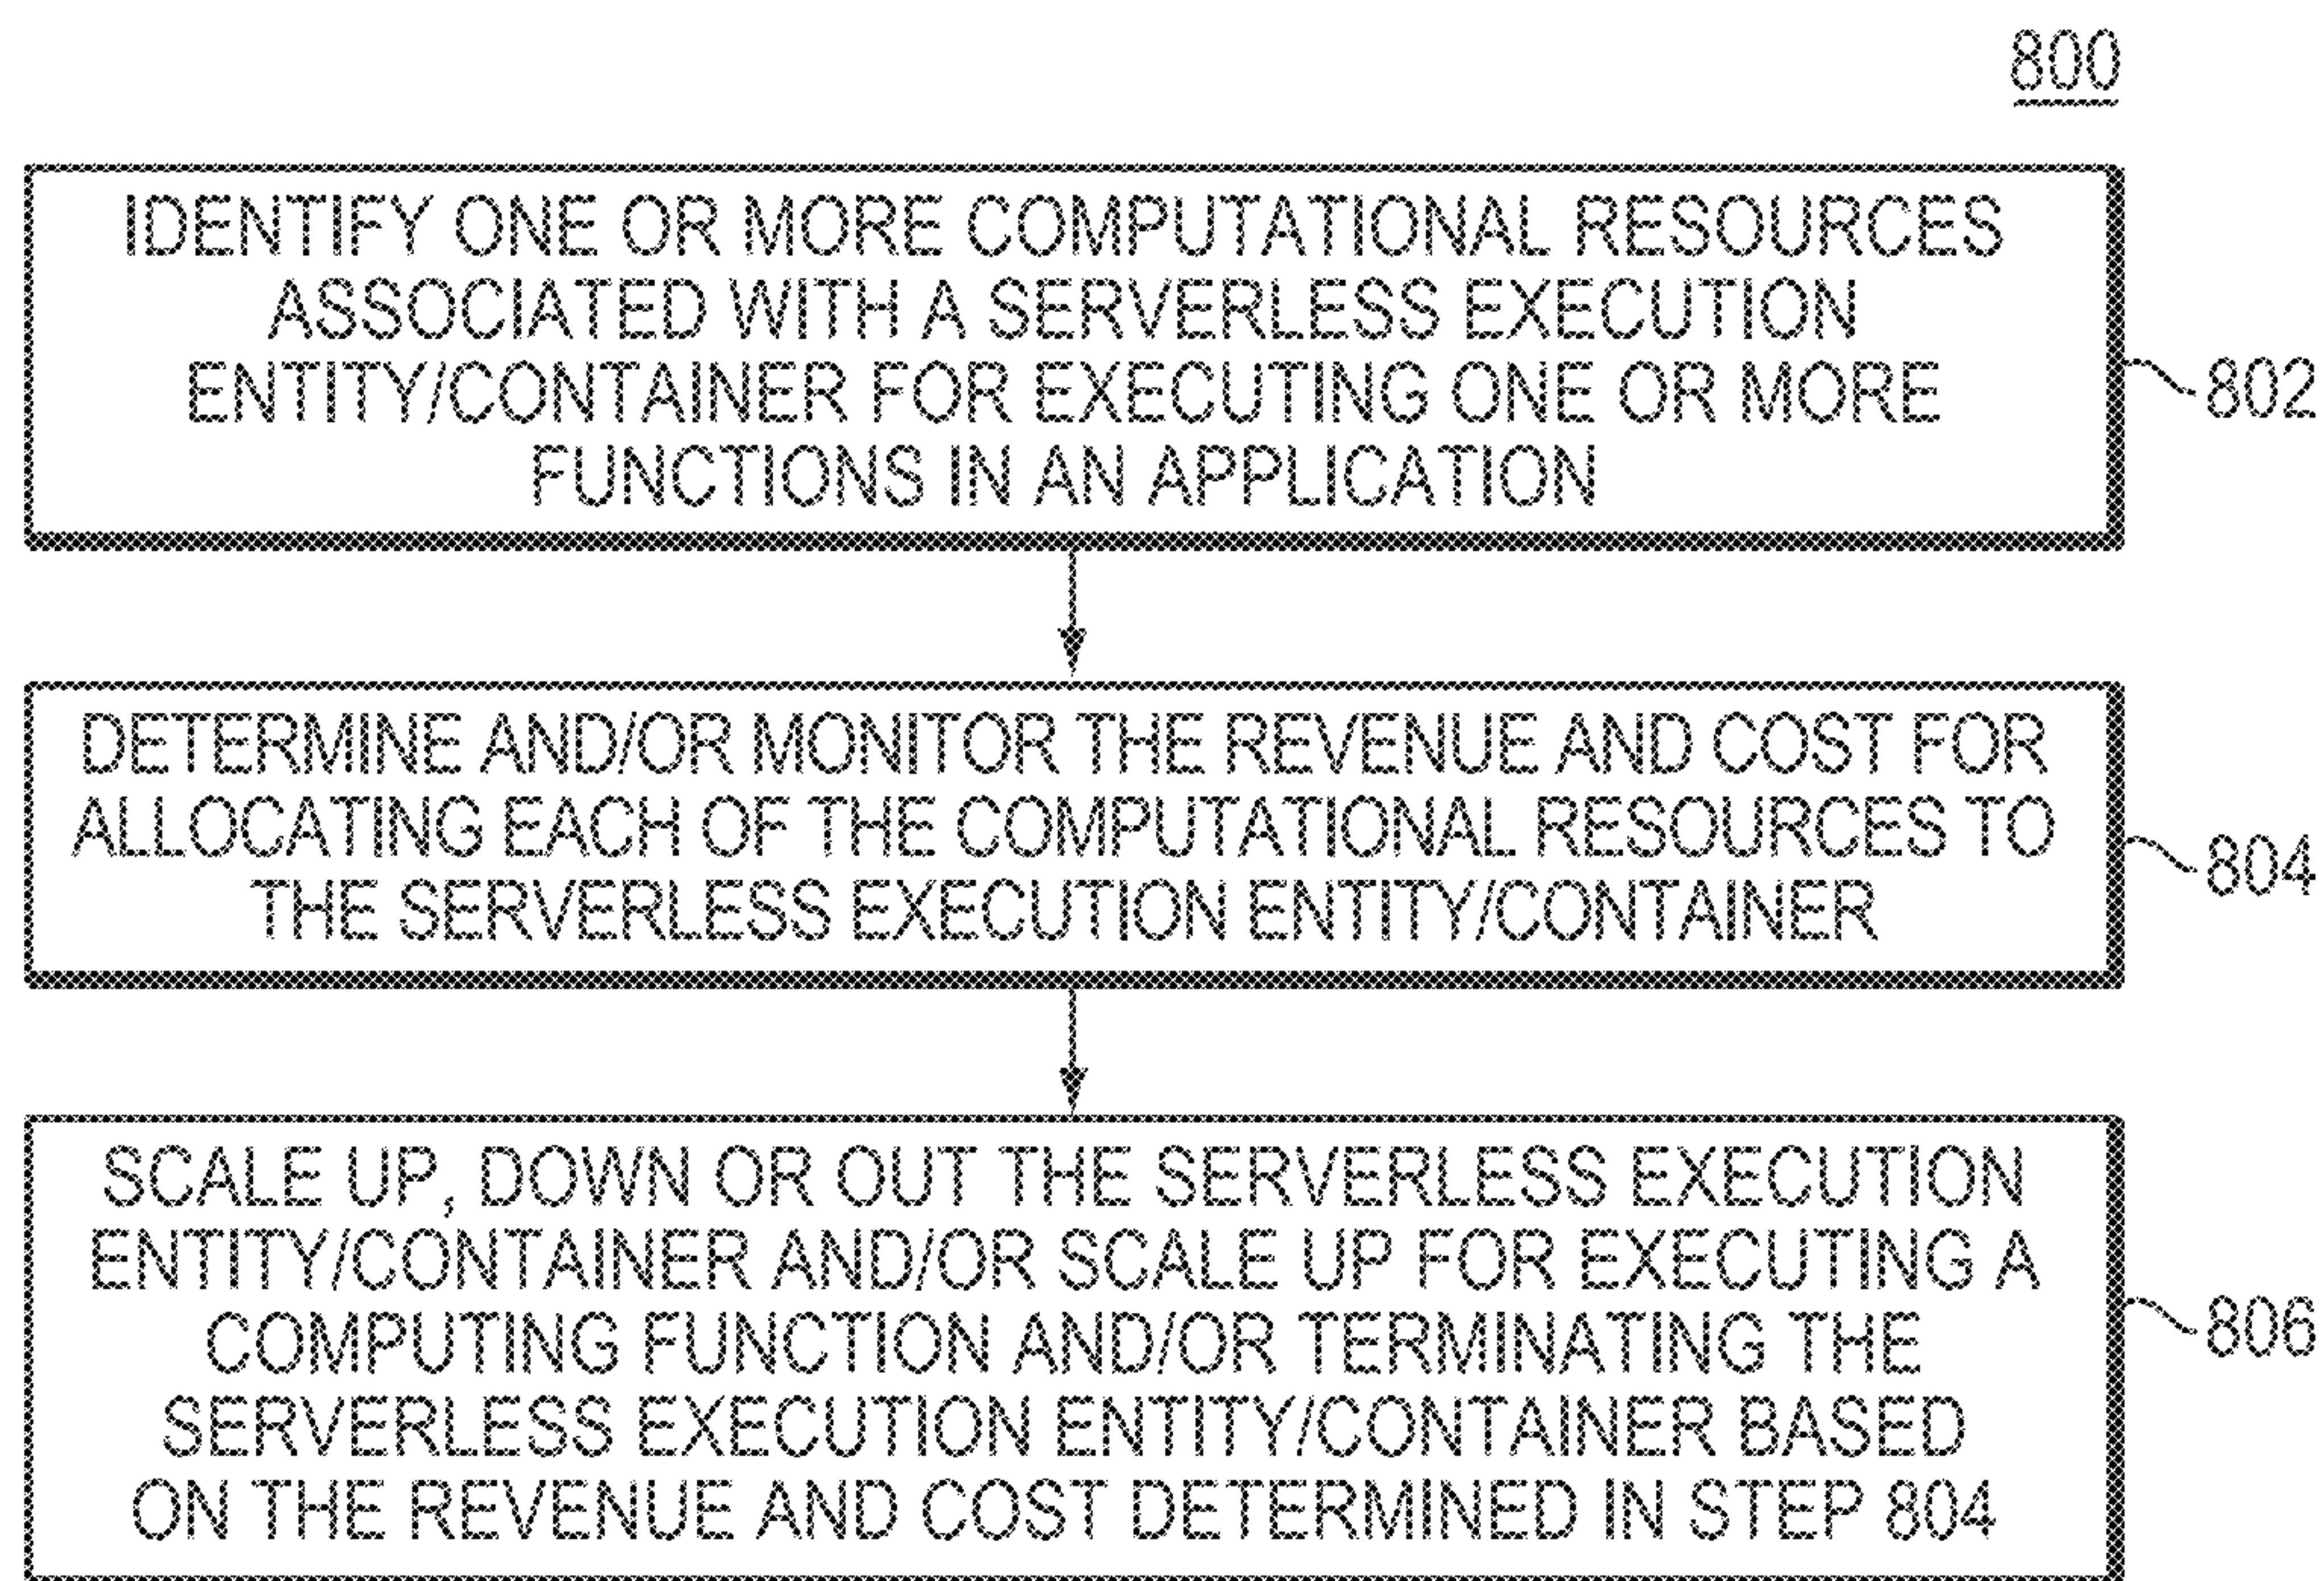 800
IDENTIFY ONE OR MORE COMPUTATIONAL RESOURCES
ASSOCIATED WITH A SERVERLESS EXECUTION
ENTITY/CONTAINER FOR EXECUTING ONE OR MORE
FUNCTIONS IN AN APPLICATION
802
DETERMINE AND/OR MONITOR THE REVENUE AND COST FOR
ALLOCATING EACH OF THE COMPUTATIONAL RESOURCES TO
THE SERVERLESS EXECUTION ENTITY/CONTAINER
804
SCALE UP, DOWN OR OUT THE SERVERLESS EXECUTION
ENTITY/CONTAINER AND/OR SCALE UP FOR EXECUTING A
COMPUTING FUNCTION AND/OR TERMINATING THE
SERVERLESS EXECUTION ENTITY/CONTAINER BASED
ON THE REVENUE AND COST DETERMINED IN STEP 804
806